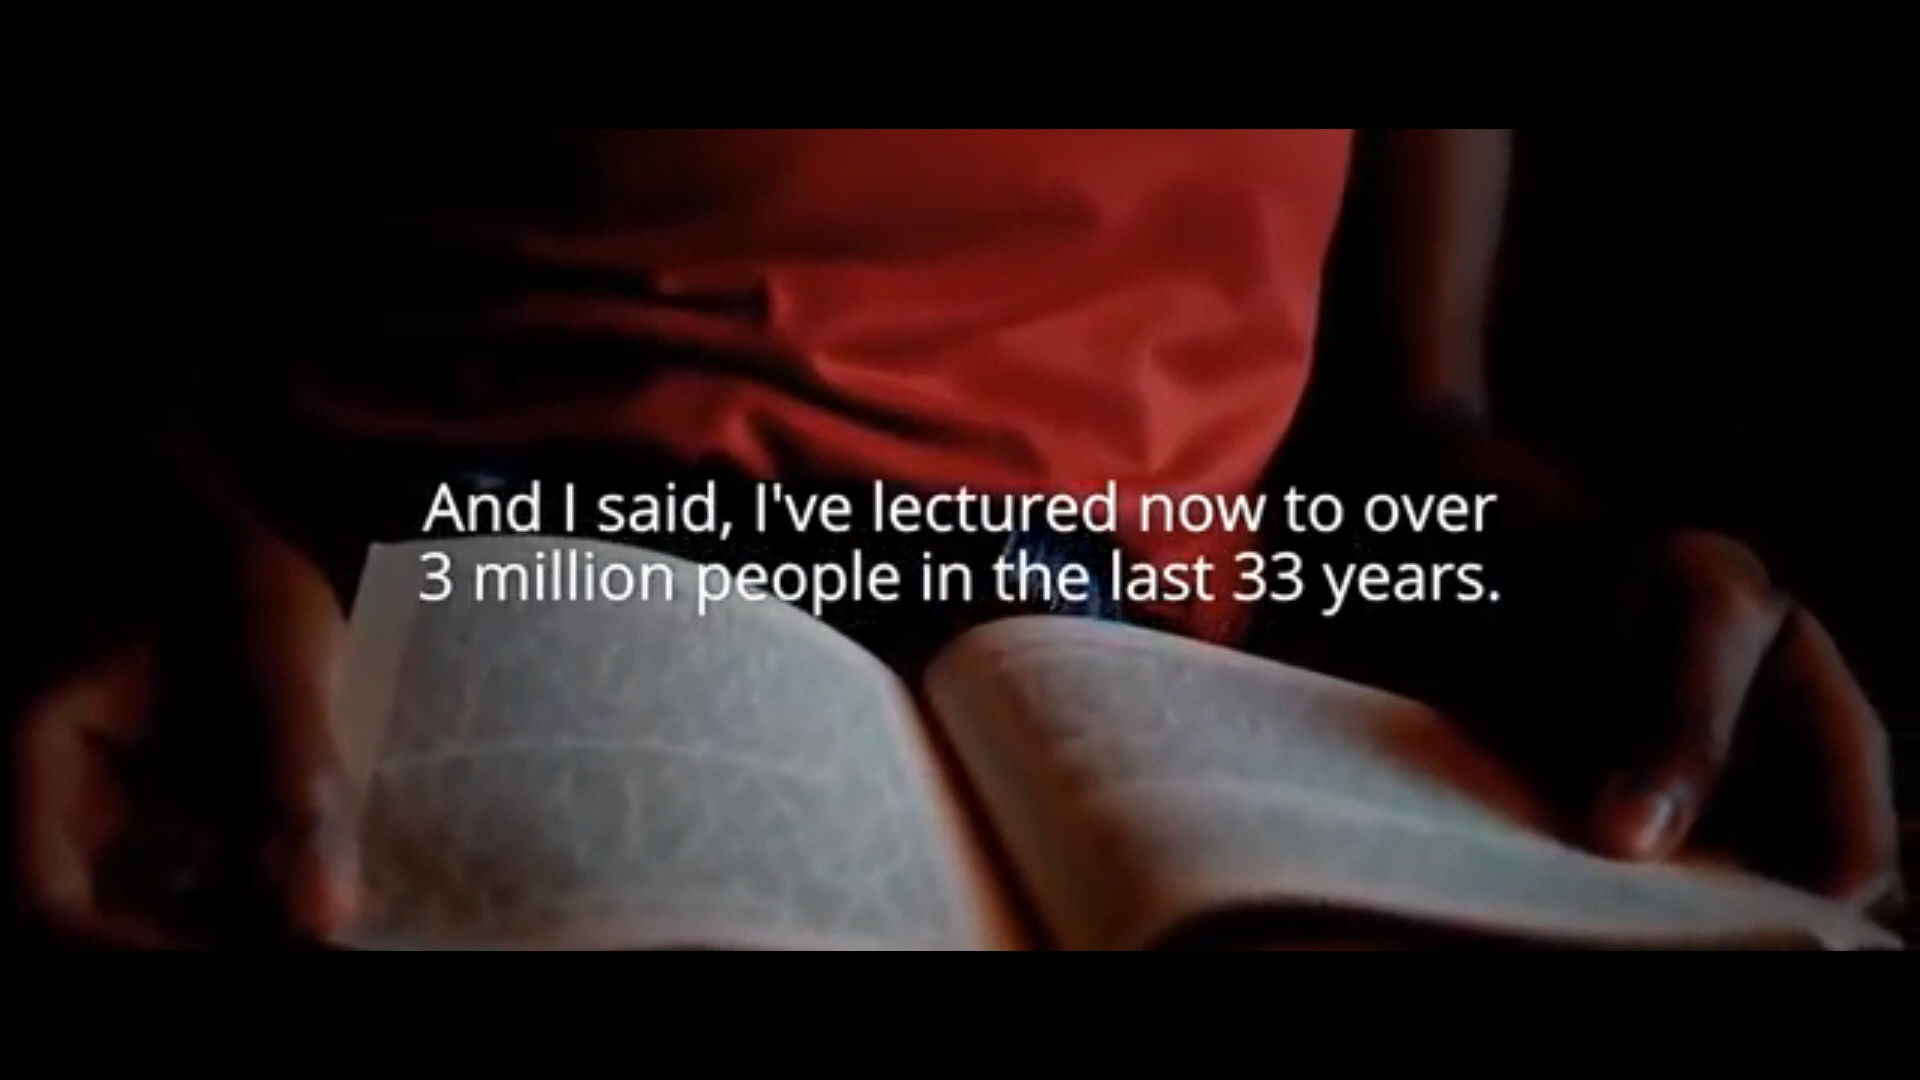 And I said, I've lectured now to over
3 million people in the last 33 years.